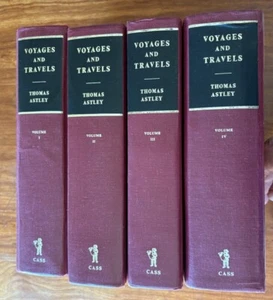 VOYAGES
AND
TRAVELS
THOMAS
ASTLEY
VOLUME
I
CASS
VOYAGES
AND
TRAVELS
THOMAS
ASTLEY
VOLUME
II
CASS
VOYAGES
AND
TRAVELS
THOMAS
ASTLEY
VOLUME
III
CASS
VOYAGES
AND
TRAVELS
THOMAS
ASTLEY
VOLUME
IV
CASS